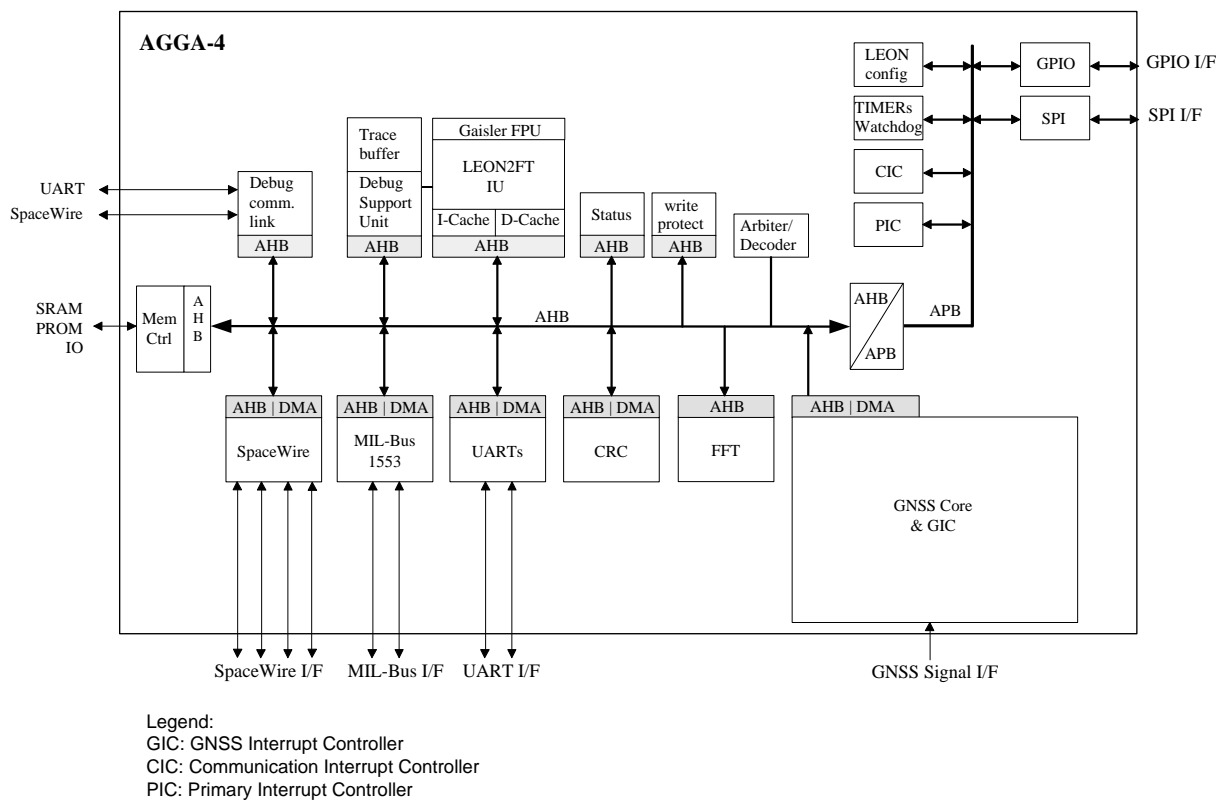 AGGA-4
LEON
config
GPIO
GPIO I/F
TIMERs
Watchdog
SPI
SPI I/F
CIC
PIC
UART
SpaceWire
Debug
comm.
link
AHB
Trace
buffer
Debug
Support
Unit
AHB
Gaisler FPU
LEON2FT
IU
I-Cache
D-Cache
AHB
Status
AHB
write
protect
AHB
Arbiter/
Decoder
SRAM
PROM
IO
Mem
Ctrl
A
H
B
AHB
AHB
APB
APB
AHB | DMA
SpaceWire
AHB | DMA
MIL-Bus
1553
AHB | DMA
UARTs
AHB | DMA
CRC
AHB
FFT
AHB | DMA
GNSS Core
& GIC
SpaceWire I/F
MIL-Bus I/F
UART I/F
GNSS Signal I/F
Legend:
GIC: GNSS Interrupt Controller
CIC: Communication Interrupt Controller
PIC: Primary Interrupt Controller